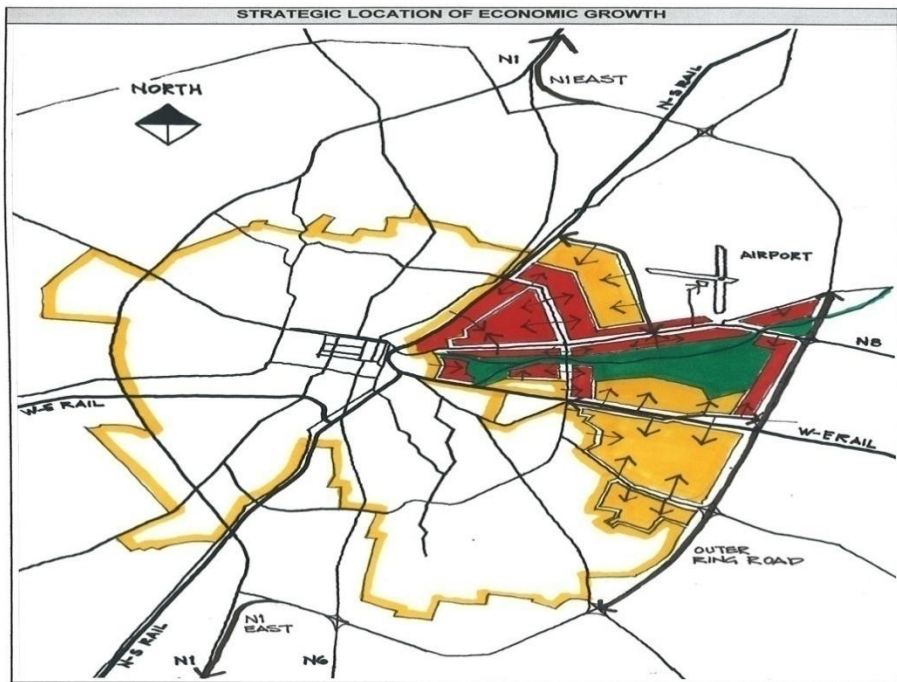 STRATEGIC LOCATION OF ECONOMIC GROWTH
N1
N1 EAST
N-S RAIL
NORTH
AIRPORT
N8
W-S RAIL
W-E RAIL
OUTER
RING ROAD
N1
EAST
N-S RAIL
N1
N6